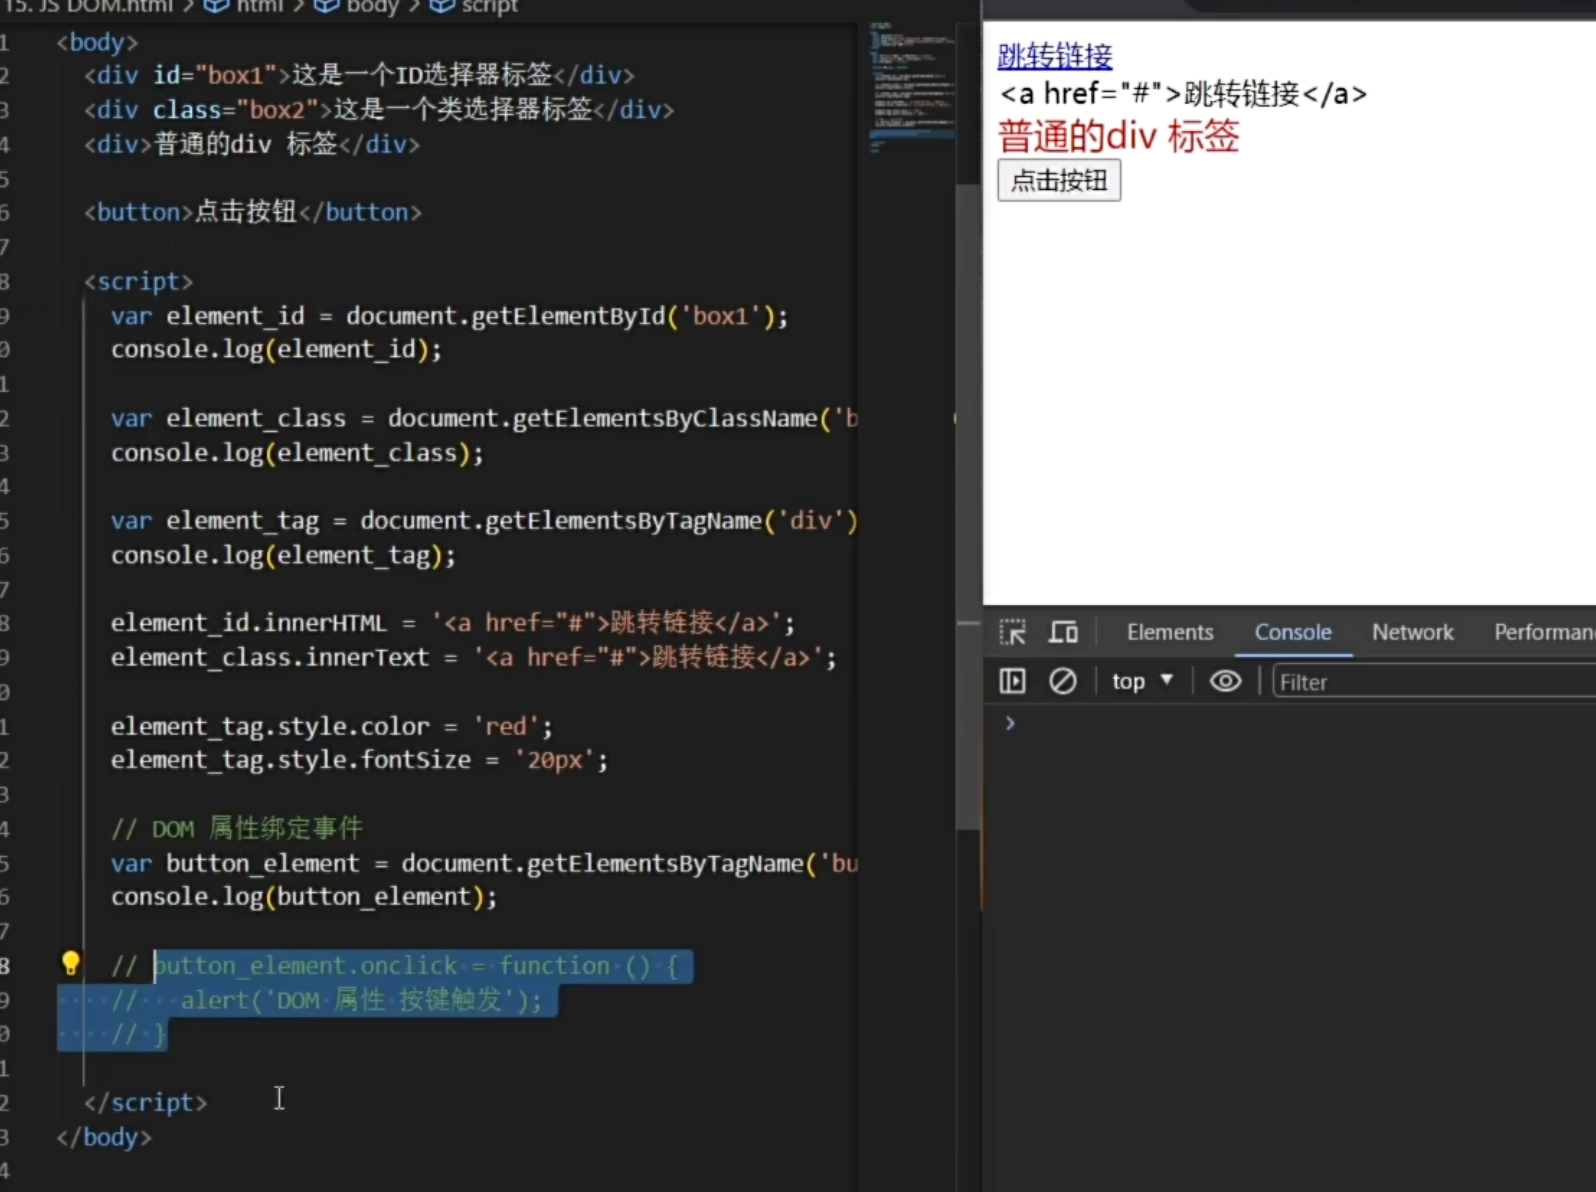 15. JS DOM.html > html > body > script
1 <body>
2 <div id="box1">这是一个ID选择器标签</div>
3 <div class="box2">这是一个类选择器标签</div>
4 <div>普通的div 标签</div>
5
6 <button>点击按钮</button>
7
8 <script>
9 var element_id = document.getElementById('box1');
0 console.log(element_id);
1
2 var element_class = document.getElementsByClassName('b
3 console.log(element_class);
4
5 var element_tag = document.getElementsByTagName('div')
6 console.log(element_tag);
7
8 element_id.innerHTML = '<a href="#">跳转链接</a>';
9 element_class.innerText = '<a href="#">跳转链接</a>';
0
1 element_tag.style.color = 'red';
2 element_tag.style.fontSize = '20px';
3
4 // DOM 属性绑定事件
5 var button_element = document.getElementsByTagName('bu
6 console.log(button_element);
7
8 // button_element.onclick = function () {
9 // alert('DOM 属性 按键触发');
0 // }
1
2 </script>
3 </body>
4
跳转链接
<a href="#">跳转链接</a>
普通的div 标签
点击按钮
Elements Console Network Performan
top Filter